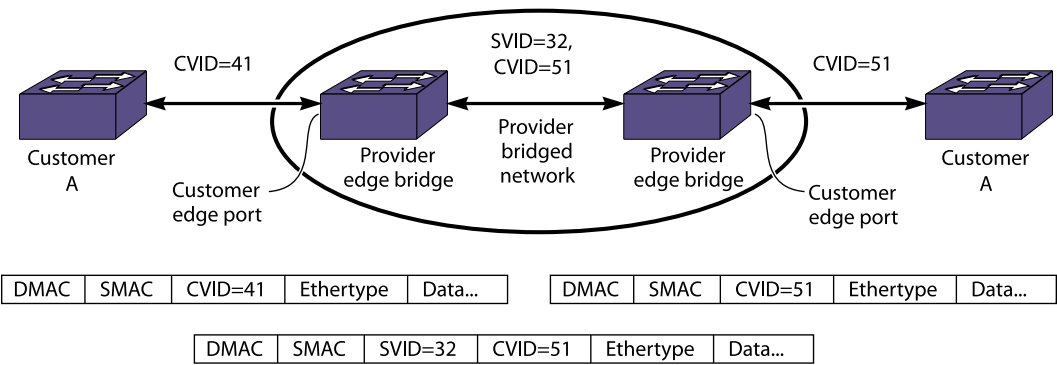 CVID=41
SVID=32,
CVID=51
CVID=51
Customer
A
Provider
edge bridge
Provider
bridged
network
Provider
edge bridge
Customer
A
Customer
edge port
Customer
edge port
DMAC SMAC CVID=41 Ethertype Data...
DMAC SMAC CVID=51 Ethertype Data...
DMAC SMAC SVID=32 CVID=51 Ethertype Data...